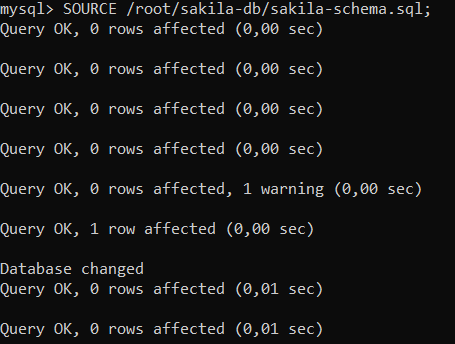 mysql> SOURCE /root/sakila-db/sakila-schema.sql;
Query OK, 0 rows affected (0,00 sec)
Query OK, 0 rows affected (0,00 sec)
Query OK, 0 rows affected (0,00 sec)
Query OK, 0 rows affected (0,00 sec)
Query OK, 0 rows affected, 1 warning (0,00 sec)
Query OK, 1 row affected (0,00 sec)
Database changed
Query OK, 0 rows affected (0,01 sec)
Query OK, 0 rows affected (0,01 sec)